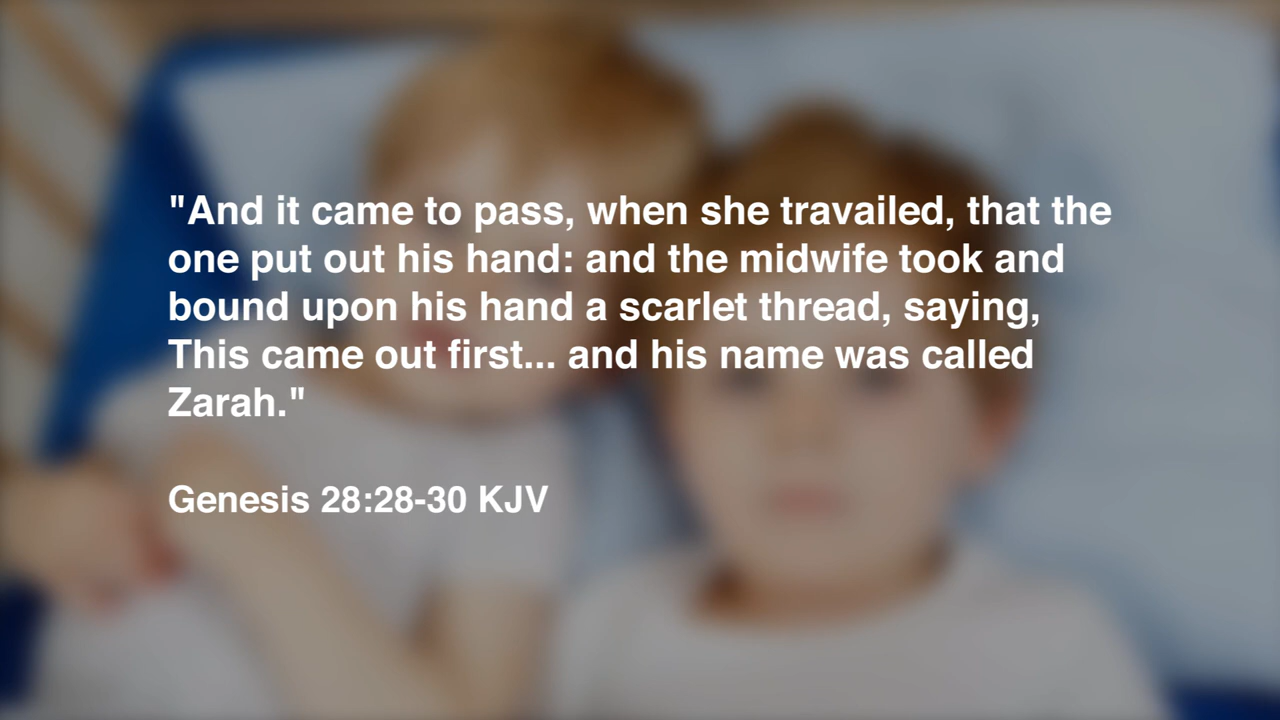 "And it came to pass, when she travailed, that the
one put out his hand: and the midwife took and
bound upon his hand a scarlet thread, saying,
This came out first... and his name was called
Zarah."
Genesis 28:28-30 KJV